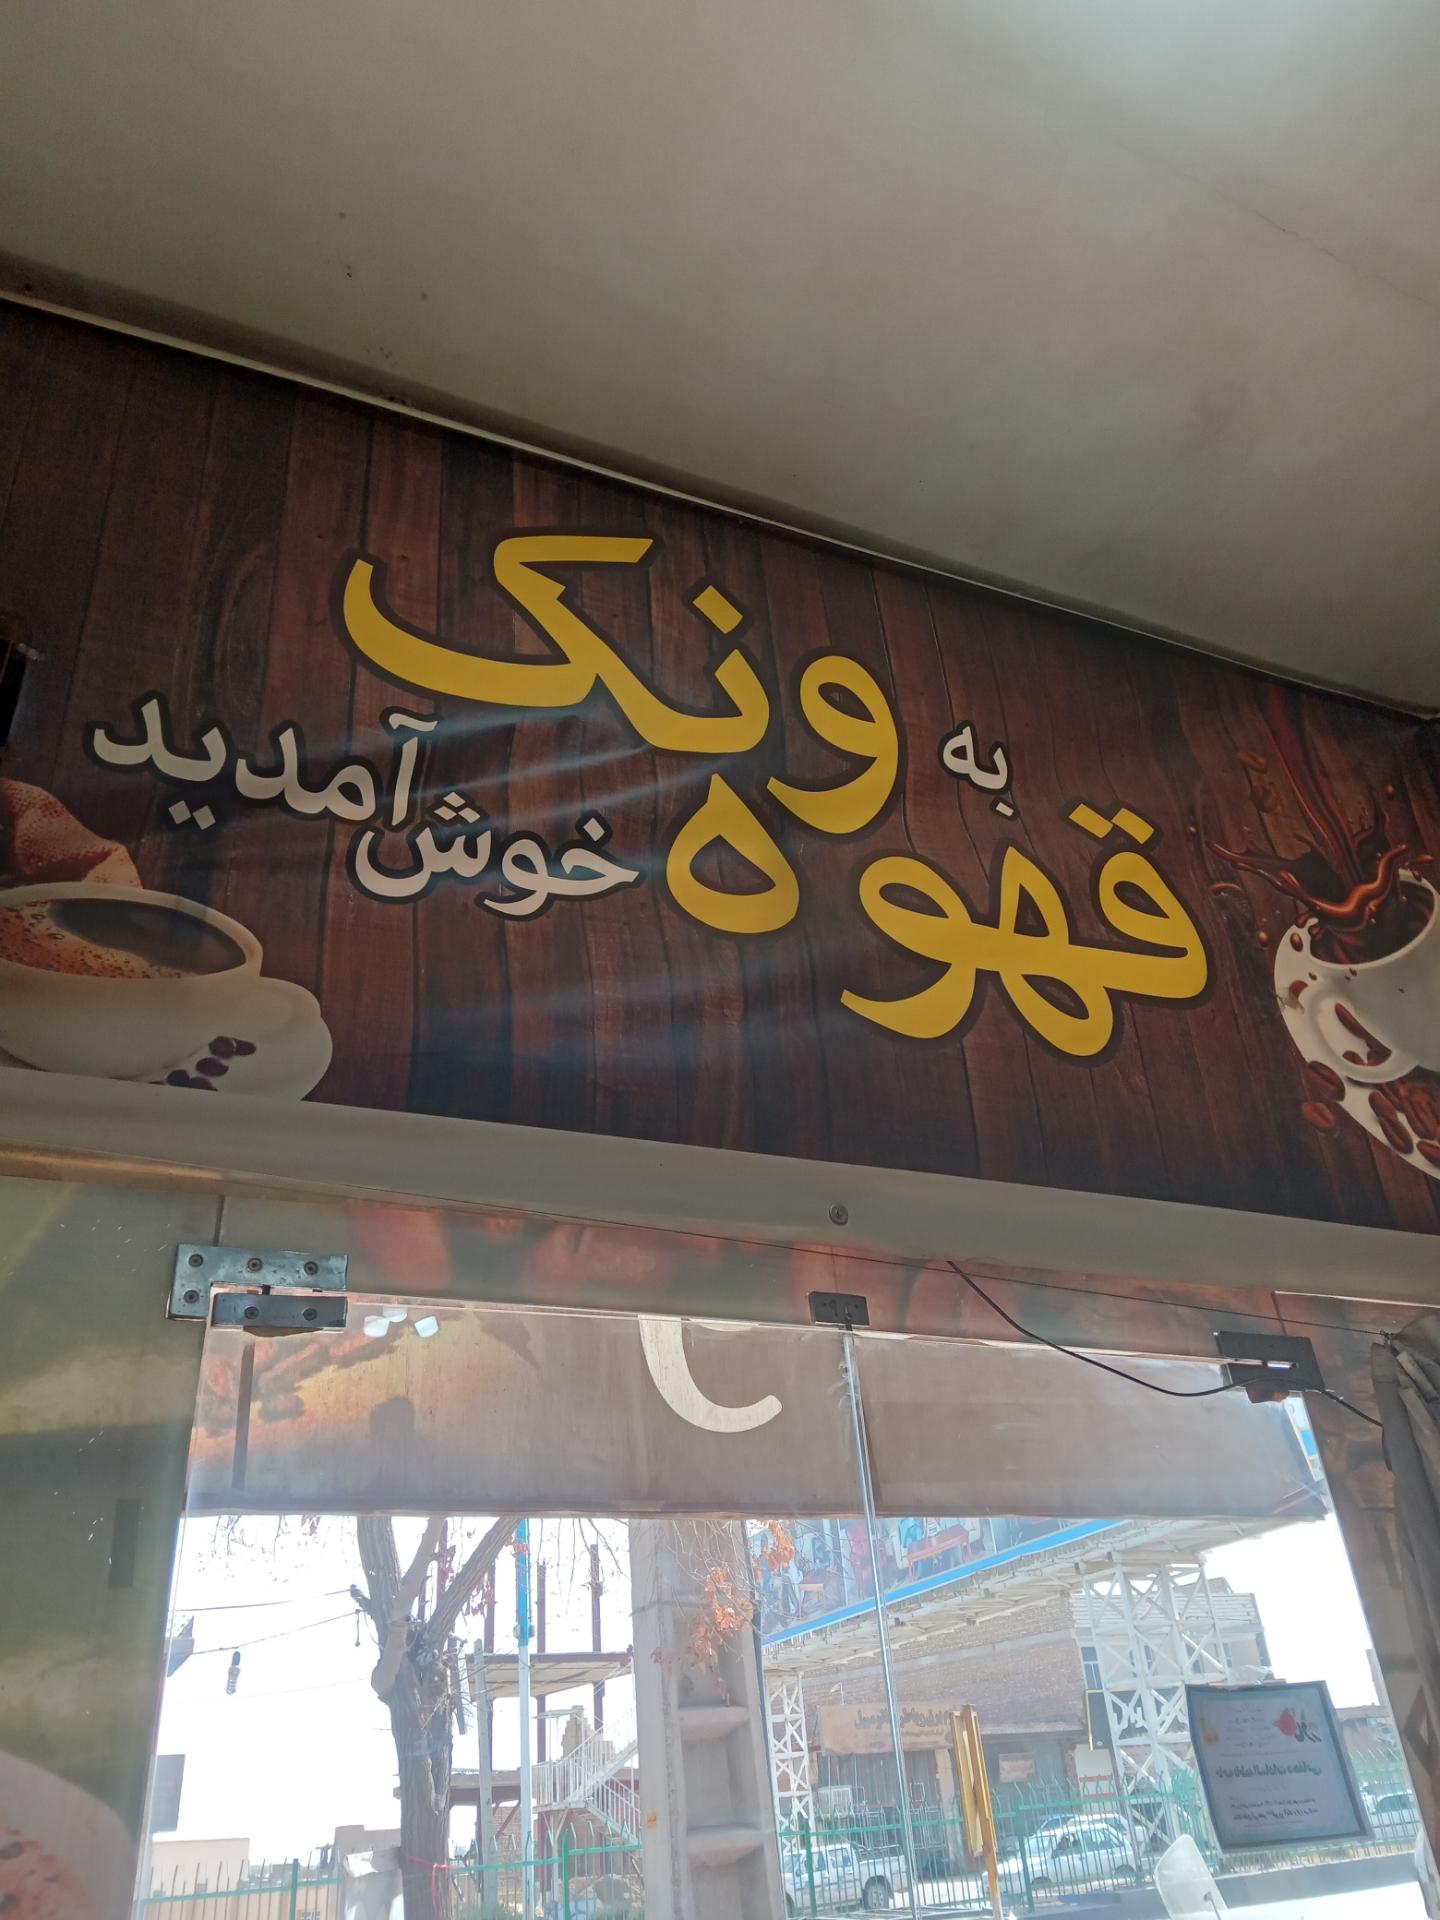 به
قهوه ونک
خوش آمدید